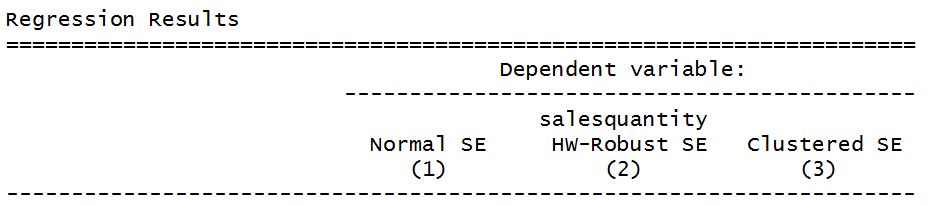 Regression Results
======================================================================
Dependent variable:
--------------------------------------------
salesquantity
Normal SE HW-Robust SE Clustered SE
(1) (2) (3)
----------------------------------------------------------------------